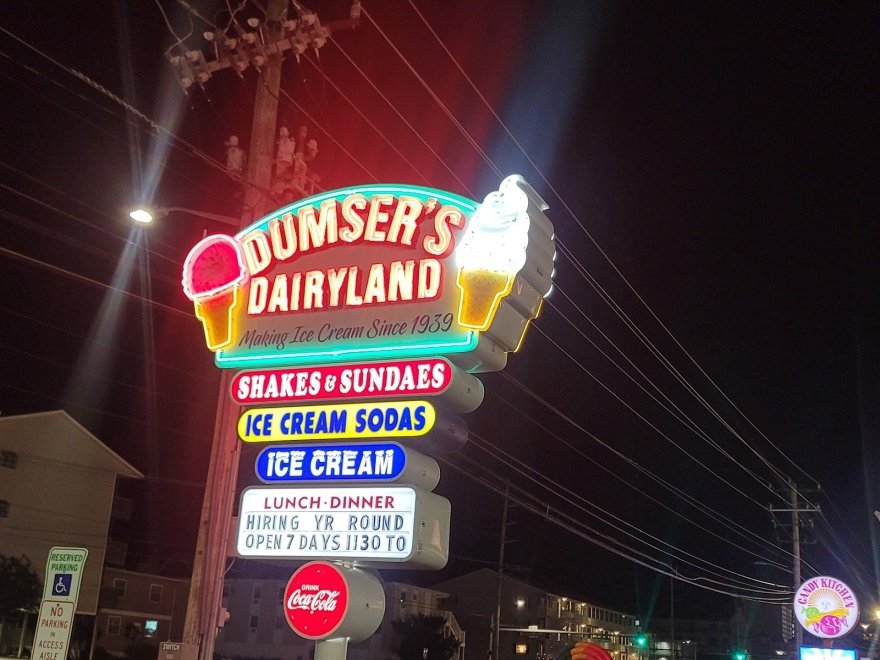 DUMSER'S
DAIRYLAND
Making Ice Cream Since 1939
SHAKES & SUNDAES
ICE CREAM SODAS
ICE CREAM
LUNCH·DINNER
HIRING YR ROUND
OPEN 7 DAYS 1130 TO
DRINK
Coca-Cola
RESERVED
PARKING
NO
PARKING
IN
ACCESS
AISLE
SWITCH
CANDY KITCHEN